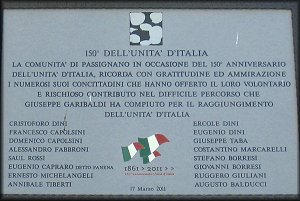 150° DELL'UNITA' D'ITALIA
LA COMUNITA' DI PASSIGNANO IN OCCASIONE DEL 150° ANNIVERSARIO
DELL'UNITA' D'ITALIA, RICORDA CON GRATITUDINE ED AMMIRAZIONE
I NUMEROSI SUOI CONCITTADINI CHE HANNO OFFERTO IL LORO VOLONTARIO
E RISCHIOSO CONTRIBUTO NEL DIFFICILE PERCORSO CHE
GIUSEPPE GARIBALDI HA COMPIUTO PER IL RAGGIUNGIMENTO
DELL'UNITA' D'ITALIA
CRISTOFORO DINI
FRANCESCO CAPOLSINI
DOMENICO CAPOLSINI
ALESSANDRO FABBRONI
SAUL ROSSI
EUGENIO CAPRARO DETTO PANENA
ERNESTO MICHELANGELI
ANNIBALE TIBERTI
ERCOLE DINI
EUGENIO DINI
GIUSEPPE TABA
COSTANTINO MARCARELLI
STEFANO BORRESI
GIOVANNI BORRESI
RUGGERO GIULIANI
AUGUSTO BALDUCCI
1861 > 2011 > >
17 Marzo 2011